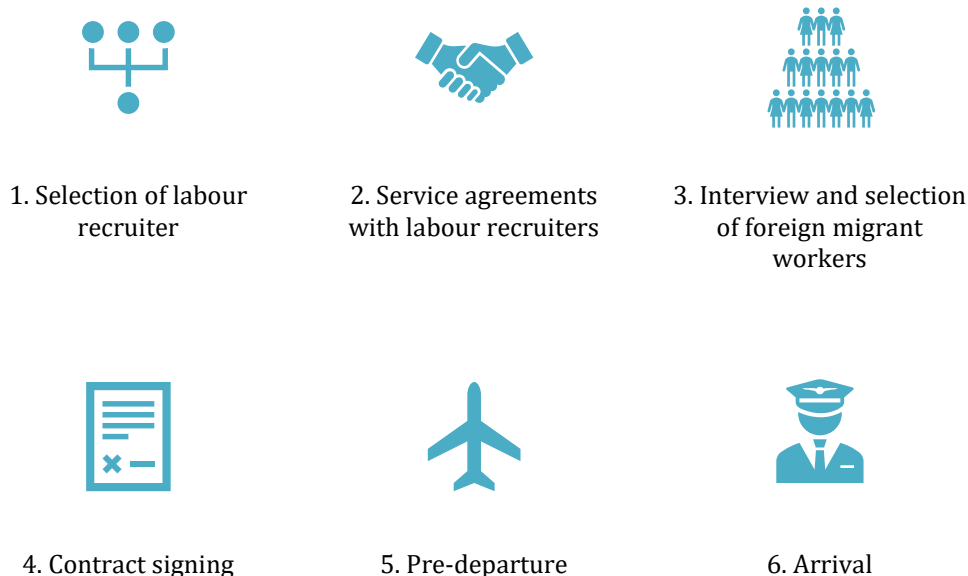 1. Selection of labour
recruiter
2. Service agreements
with labour recruiters
3. Interview and selection
of foreign migrant
workers
4. Contract signing
5. Pre-departure
6. Arrival